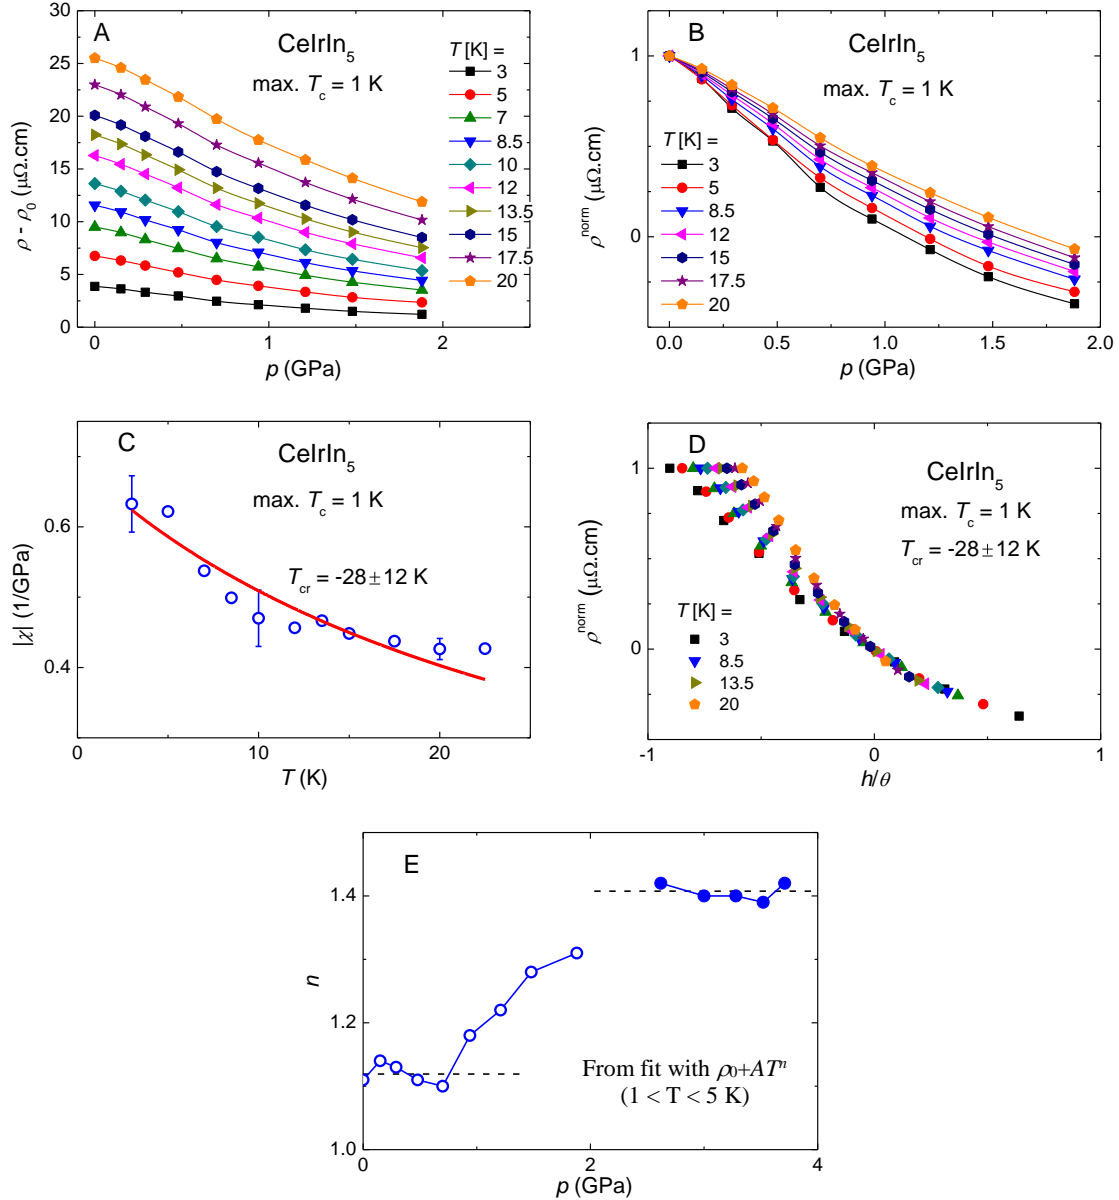 A
CeIrIn5
max. Tc = 1 K
T [K] =
3
5
7
8.5
10
12
13.5
15
17.5
20
30
25
20
15
10
5
0
ρ - ρ0 (μΩ.cm)
0
1
2
p (GPa)
B
CeIrIn5
max. Tc = 1 K
T [K] =
3
5
8.5
12
15
17.5
20
1
0
ρnorm (μΩ.cm)
0.0
0.5
1.0
1.5
2.0
p (GPa)
C
CeIrIn5
max. Tc = 1 K
Tcr = -28±12 K
0.6
0.4
|χ| (1/GPa)
0
10
20
T (K)
D
CeIrIn5
max. Tc = 1 K
Tcr = -28±12 K
T [K] =
3
8.5
13.5
20
1
0
ρnorm (μΩ.cm)
-1
0
1
h/θ
E
1.4
1.2
1.0
n
From fit with ρ0+ATn
(1 < T < 5 K)
0
2
4
p (GPa)